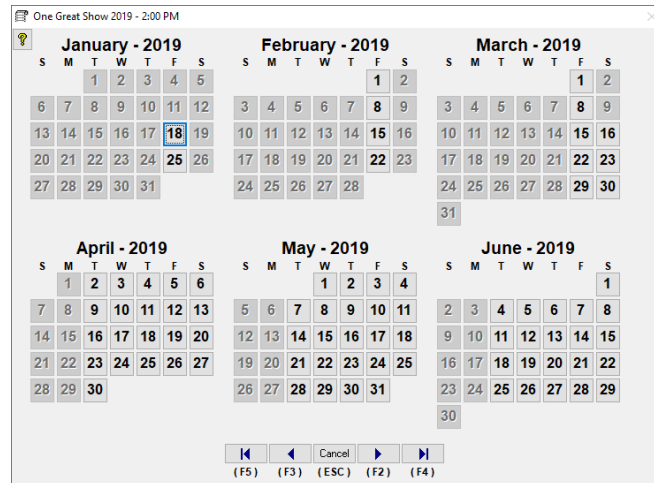 One Great Show 2019 - 2:00 PM
?
January - 2019 February - 2019 March - 2019
S M T W T F S S M T W T F S S M T W T F S
1 2 3 4 5 1 2 1 2
6 7 8 9 10 11 12 3 4 5 6 7 8 9 3 4 5 6 7 8 9
13 14 15 16 17 18 19 10 11 12 13 14 15 16 10 11 12 13 14 15 16
20 21 22 23 24 25 26 17 18 19 20 21 22 23 17 18 19 20 21 22 23
27 28 29 30 31 24 25 26 27 28 24 25 26 27 28 29 30
31
April - 2019 May - 2019 June - 2019
S M T W T F S S M T W T F S S M T W T F S
1 2 3 4 5 6 1 2 3 4 1
7 8 9 10 11 12 13 5 6 7 8 9 10 11 2 3 4 5 6 7 8
14 15 16 17 18 19 20 12 13 14 15 16 17 18 9 10 11 12 13 14 15
21 22 23 24 25 26 27 19 20 21 22 23 24 25 16 17 18 19 20 21 22
28 29 30 26 27 28 29 30 31 23 24 25 26 27 28 29
30
Cancel
(F5) (F3) (ESC) (F2) (F4)